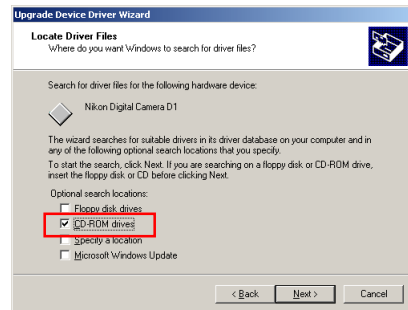 Upgrade Device Driver Wizard
Locate Driver Files
Where do you want Windows to search for driver files?
Search for driver files for the following hardware device:
Nikon Digital Camera D1
The wizard searches for suitable drivers in its driver database on your computer and in
any of the following optional search locations that you specify.
To start the search, click Next. If you are searching on a floppy disk or CD-ROM drive,
insert the floppy disk or CD before clicking Next.
Optional search locations:
Floppy disk drives
CD-ROM drives
Specify a location
Microsoft Windows Update
< Back
Next >
Cancel